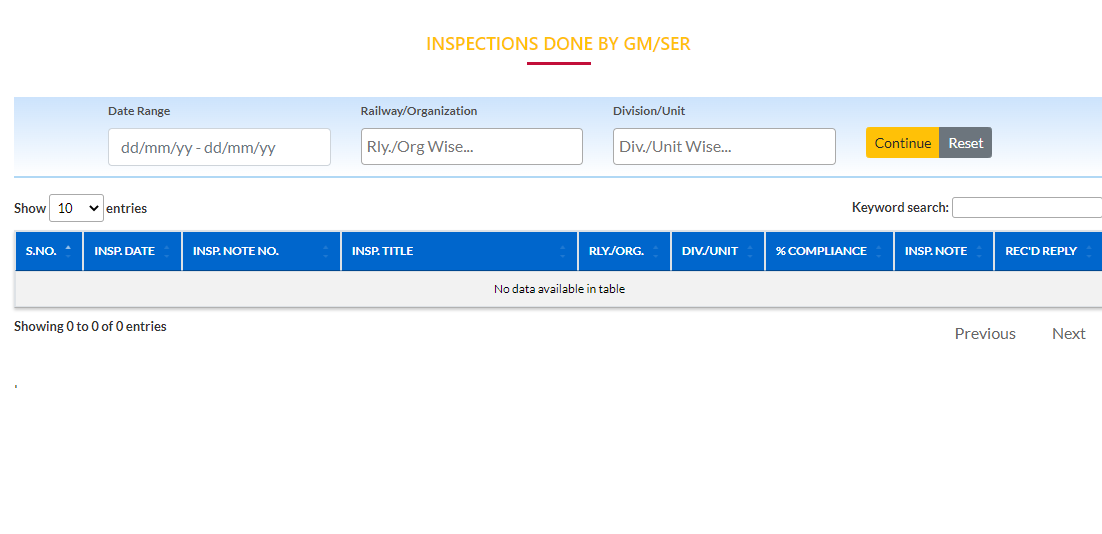 INSPECTIONS DONE BY GM/SER
Date Range Railway/Organization Division/Unit
dd/mm/yy - dd/mm/yy Rly./Org Wise... Div./Unit Wise... Continue Reset
Show 10 entries Keyword search:
S.NO. INSP. DATE INSP. NOTE NO. INSP. TITLE RLY./ORG. DIV./UNIT % COMPLIANCE INSP. NOTE REC'D REPLY
No data available in table
Showing 0 to 0 of 0 entries
Previous Next
.